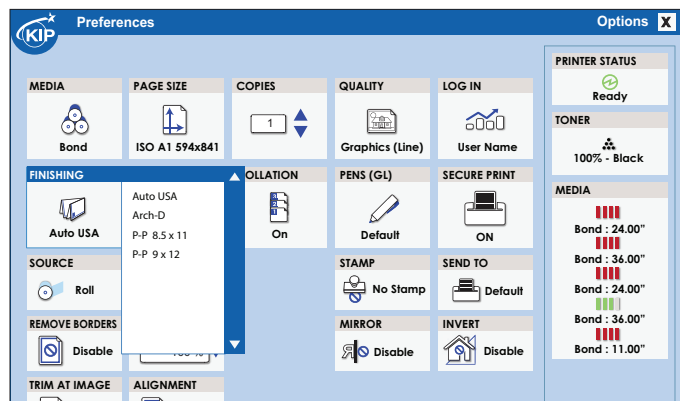 KIP
Preferences
Options X
MEDIA
Bond
PAGE SIZE
ISO A1 594x841
COPIES
1
QUALITY
Graphics (Line)
LOG IN
User Name
FINISHING
Auto USA
Auto USA
Arch-D
P-P 8.5 x 11
P-P 9 x 12
OLLATION
On
PENS (GL)
Default
SECURE PRINT
ON
SOURCE
Roll
STAMP
No Stamp
SEND TO
Default
REMOVE BORDERS
Disable
MIRROR
Disable
INVERT
Disable
TRIM AT IMAGE
ALIGNMENT
PRINTER STATUS
Ready
TONER
100% - Black
MEDIA
Bond : 24.00"
Bond : 36.00"
Bond : 24.00"
Bond : 36.00"
Bond : 11.00"